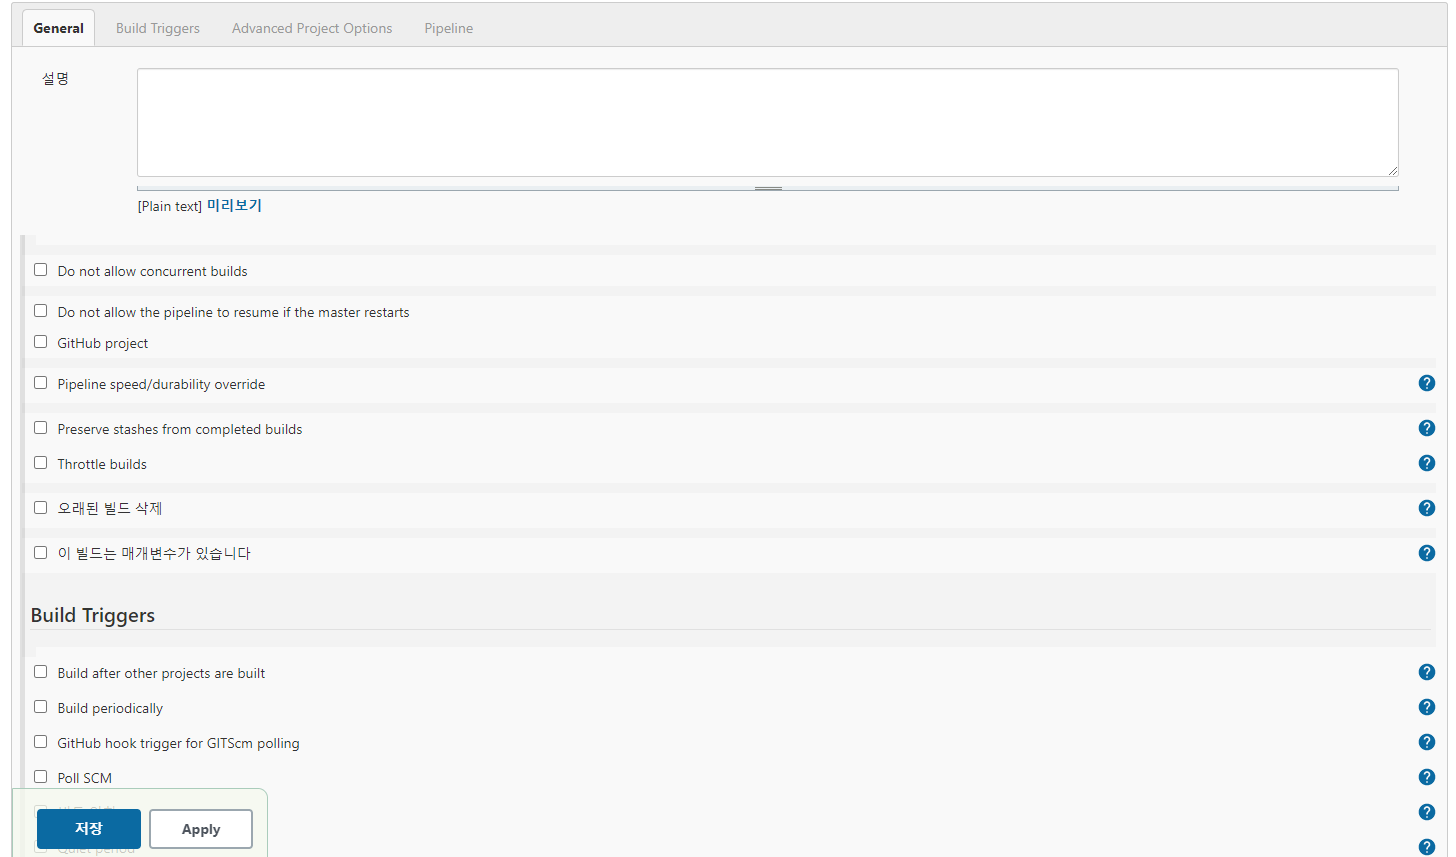 General Build Triggers Advanced Project Options Pipeline
설명
[Plain text] 미리보기
Do not allow concurrent builds
Do not allow the pipeline to resume if the master restarts
GitHub project
Pipeline speed/durability override
Preserve stashes from completed builds
Throttle builds
오래된 빌드 삭제
이 빌드는 매개변수가 있습니다
Build Triggers
Build after other projects are built
Build periodically
GitHub hook trigger for GITScm polling
Poll SCM
저장 Apply
Quiet period